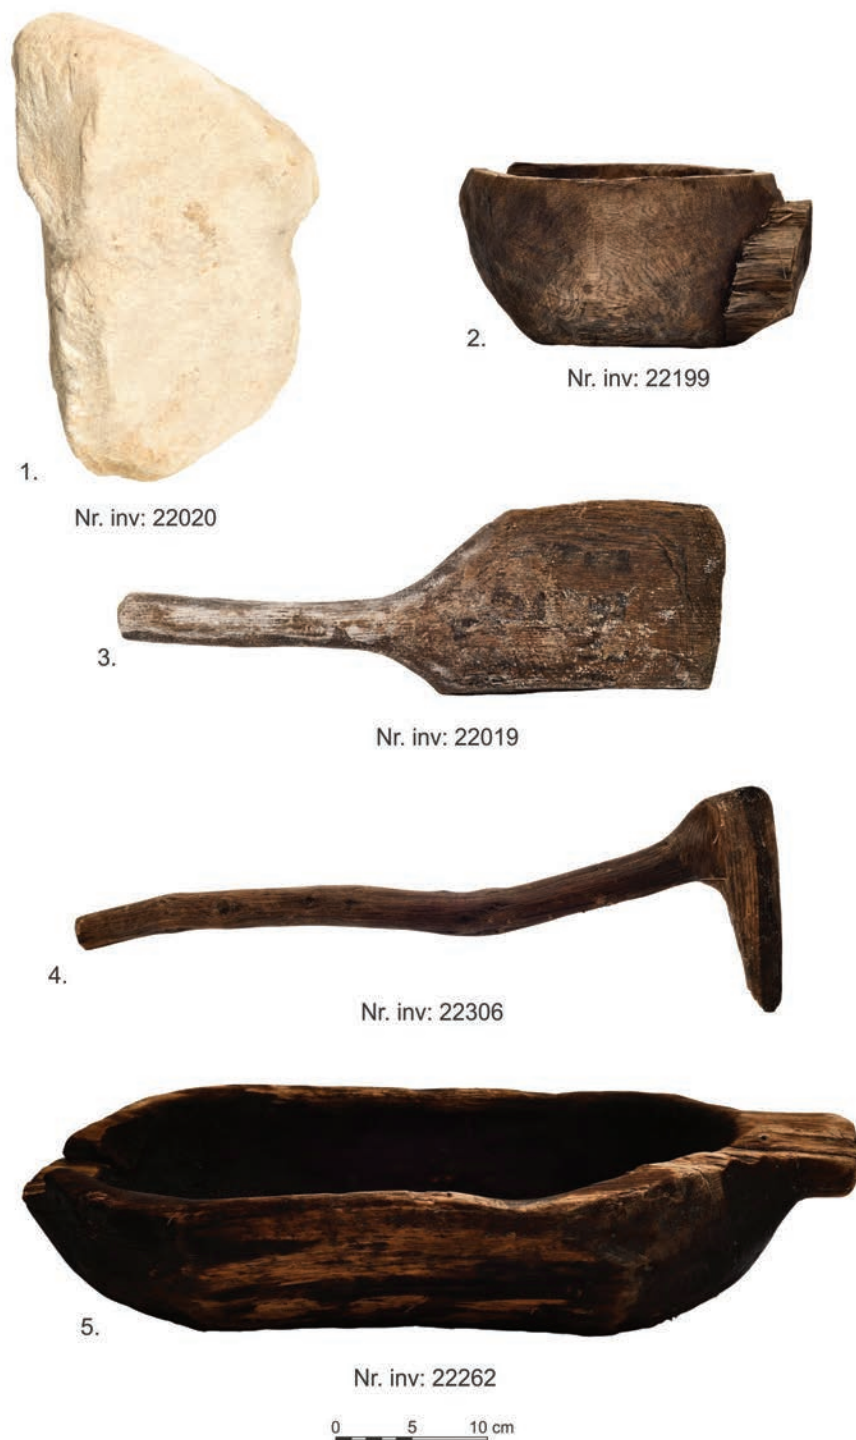 1.
Nr. inv: 22020
2.
Nr. inv: 22199
3.
Nr. inv: 22019
4.
Nr. inv: 22306
5.
Nr. inv: 22262
0 5 10 cm